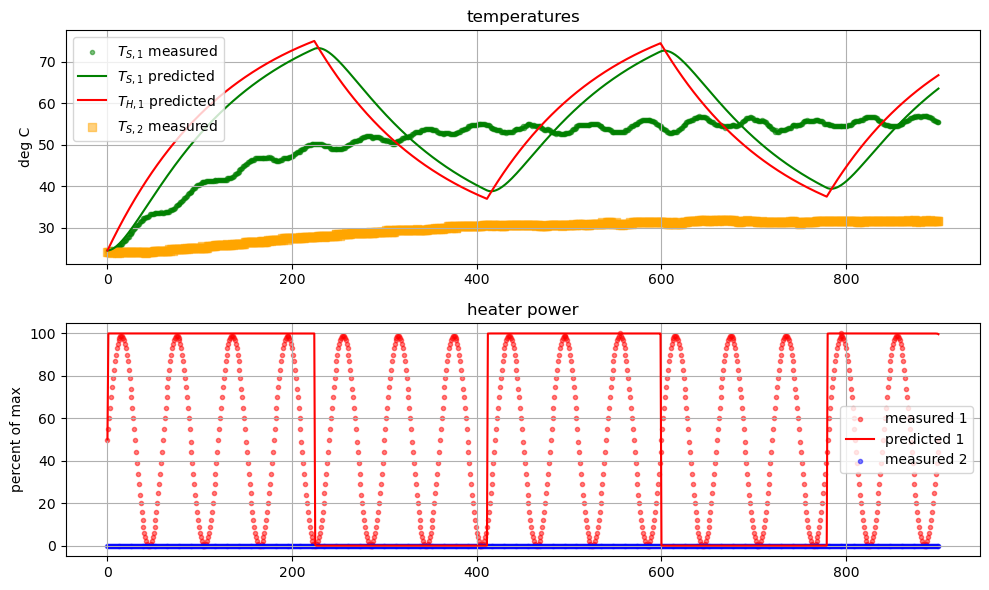 temperatures
deg C
70
60
50
40
30
T_{S,1} measured
T_{S,1} predicted
T_{H,1} predicted
T_{S,2} measured
0
200
400
600
800
heater power
percent of max
100
80
60
40
20
0
measured 1
predicted 1
measured 2
0
200
400
600
800